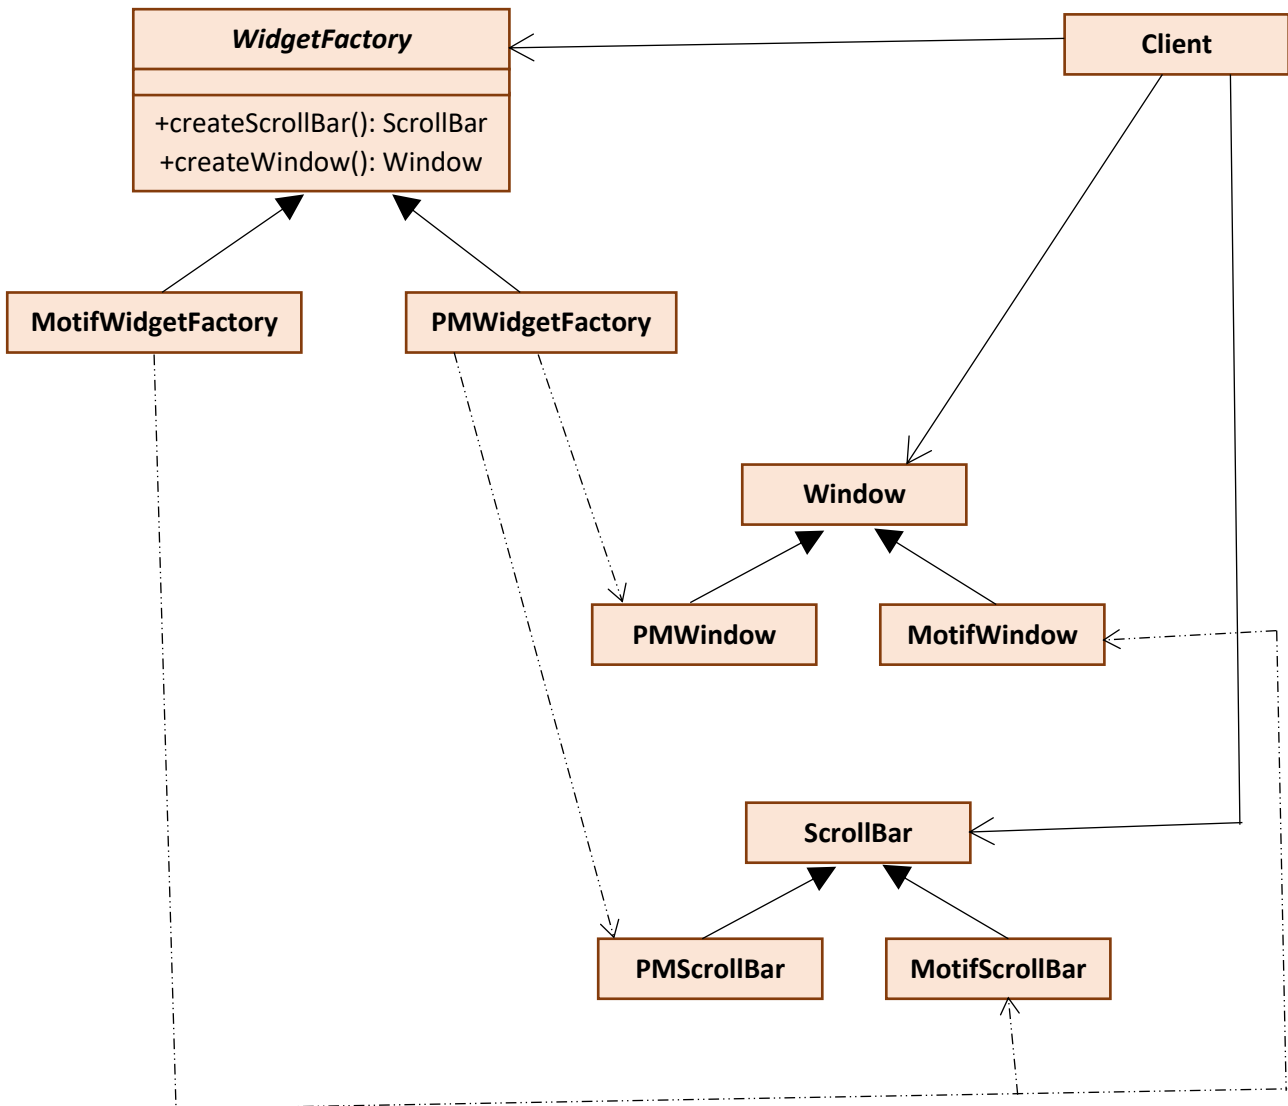 WidgetFactory
Client
+createScrollBar(): ScrollBar
+createWindow(): Window
MotifWidgetFactory
PMWidgetFactory
Window
PMWindow
MotifWindow
ScrollBar
PMScrollBar
MotifScrollBar